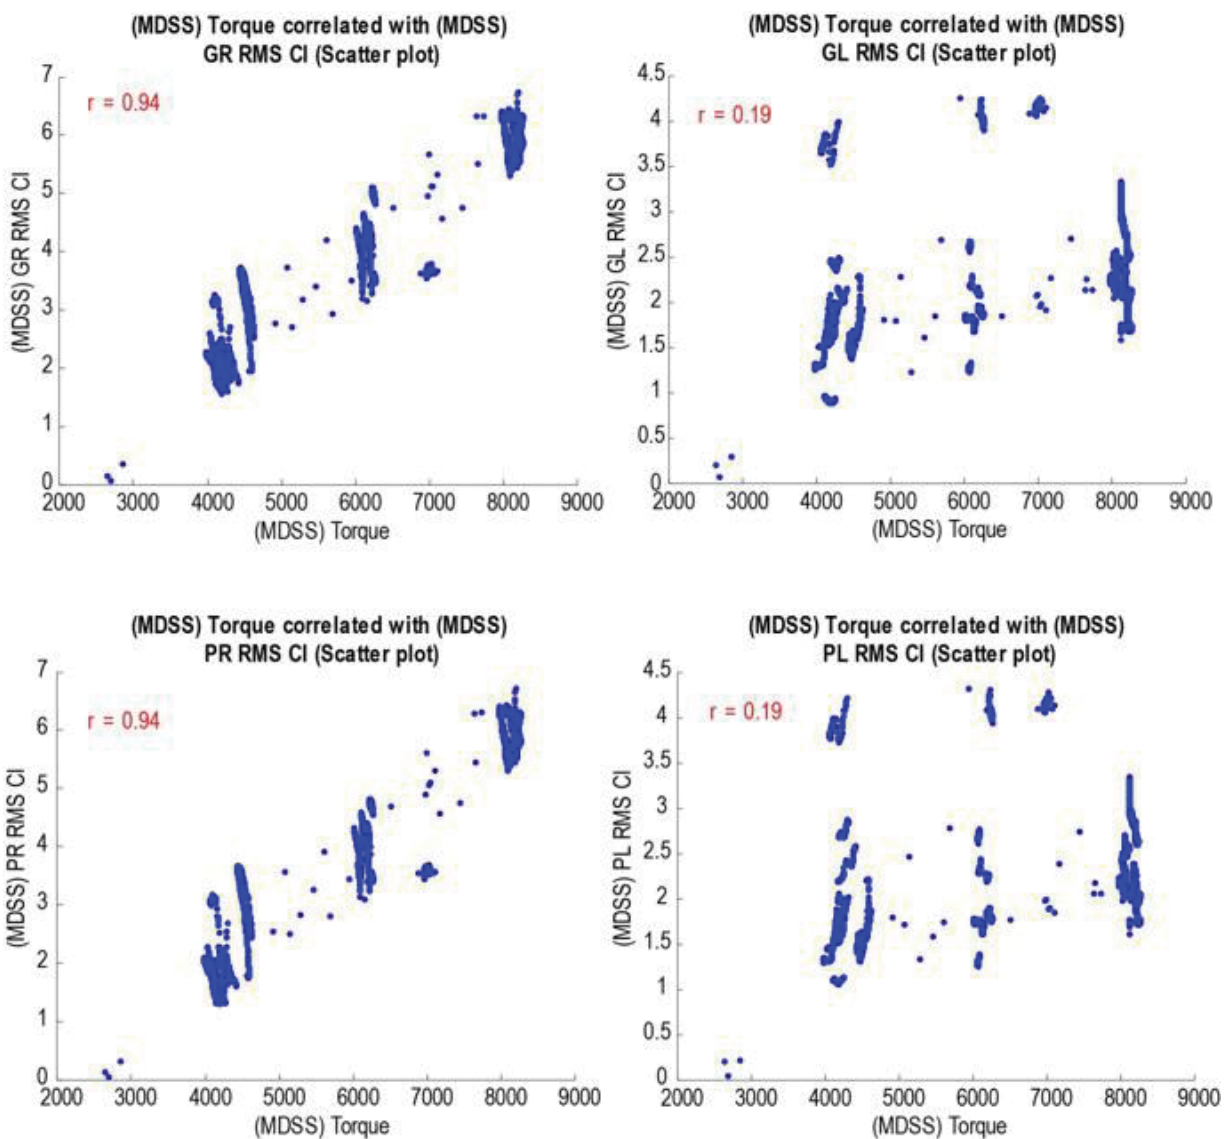 (MDSS) Torque correlated with (MDSS)
GR RMS CI (Scatter plot)
r = 0.94
(MDSS) GR RMS CI
7
6
5
4
3
2
1
0
2000 3000 4000 5000 6000 7000 8000 9000
(MDSS) Torque
(MDSS) Torque correlated with (MDSS)
GL RMS CI (Scatter plot)
r = 0.19
(MDSS) GL RMS CI
4.5
4
3.5
3
2.5
2
1.5
1
0.5
0
2000 3000 4000 5000 6000 7000 8000 9000
(MDSS) Torque
(MDSS) Torque correlated with (MDSS)
PR RMS CI (Scatter plot)
r = 0.94
(MDSS) PR RMS CI
7
6
5
4
3
2
1
0
2000 3000 4000 5000 6000 7000 8000 9000
(MDSS) Torque
(MDSS) Torque correlated with (MDSS)
PL RMS CI (Scatter plot)
r = 0.19
(MDSS) PL RMS CI
4.5
4
3.5
3
2.5
2
1.5
1
0.5
0
2000 3000 4000 5000 6000 7000 8000 9000
(MDSS) Torque